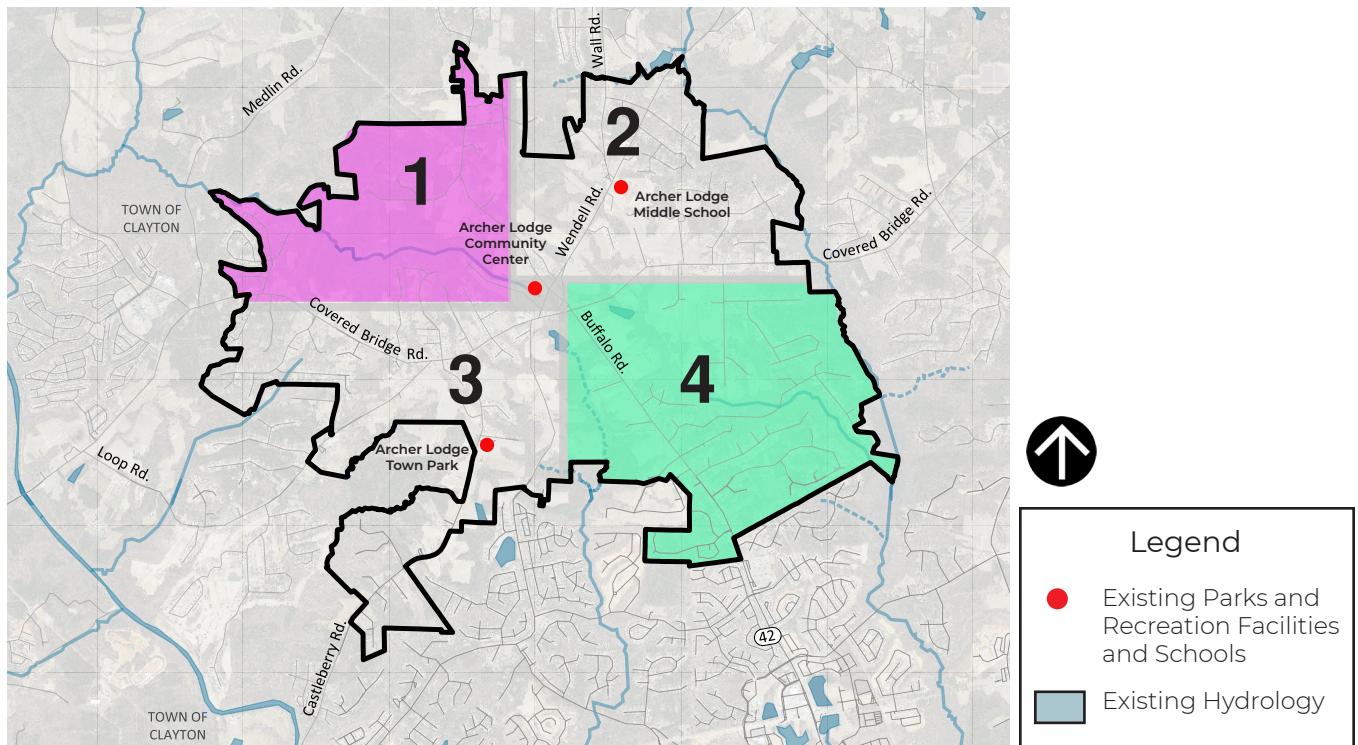 Wall Rd.
Medlin Rd.
2
1
Archer Lodge
Middle School
TOWN OF
CLAYTON
Wendell Rd.
Archer Lodge
Community
Center
Covered Bridge Rd.
Covered Bridge Rd.
Buffalo Rd.
3
4
Archer Lodge
Town Park
Loop Rd.
Castleberry Rd.
42
TOWN OF
CLAYTON
Legend
Existing Parks and
Recreation Facilities
and Schools
Existing Hydrology